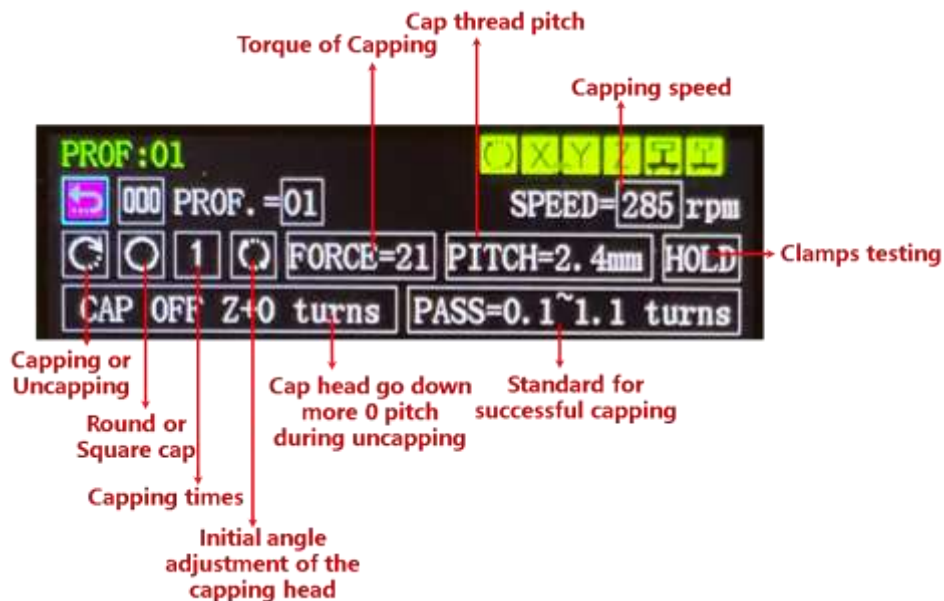 Cap thread pitch
Torque of Capping
Capping speed
PROF:01
X Y Z
PROF.=01
SPEED=285 rpm
1
FORCE=21
PITCH=2.4mm
HOLD
Clamps testing
CAP OFF Z+0 turns
PASS=0.1~1.1 turns
Capping or
Uncapping
Round or
Square cap
Capping times
Initial angle
adjustment of the
capping head
Cap head go down
more 0 pitch
during uncapping
Standard for
successful capping